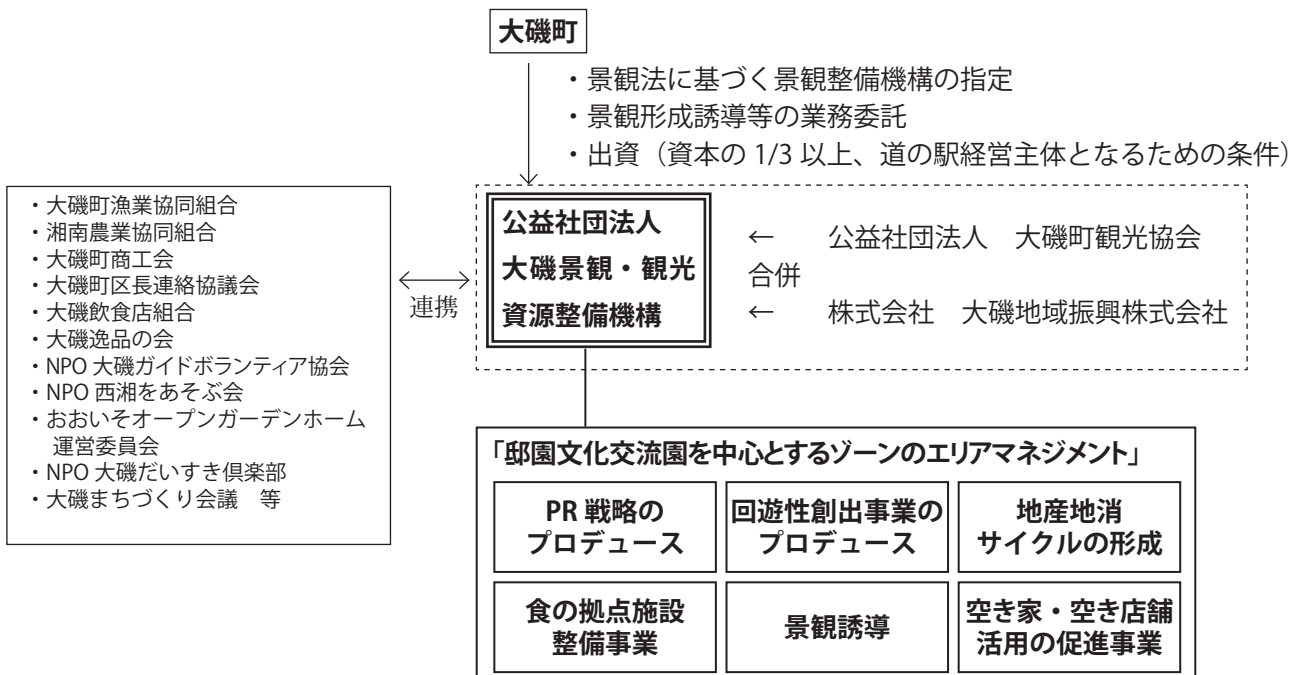 大磯町
・景観法に基づく景観整備機構の指定
・景観形成誘導等の業務委託
・出資（資本の 1/3 以上、道の駅経営主体となるための条件）
・大磯町漁業協同組合
・湘南農業協同組合
・大磯町商工会
・大磯町区長連絡協議会
・大磯飲食店組合
・大磯逸品の会
・NPO 大磯ガイドボランティア協会
・NPO 西湘をあそぶ会
・おおいそオープンガーデンホーム
運営委員会
・NPO 大磯だいすき倶楽部
・大磯まちづくり会議　等
連携
公益社団法人
大磯景観・観光
資源整備機構
←　公益社団法人　大磯町観光協会
合併
←　株式会社　大磯地域振興株式会社
「邸園文化交流園を中心とするゾーンのエリアマネジメント」
PR 戦略の
プロデュース
回遊性創出事業の
プロデュース
地産地消
サイクルの形成
食の拠点施設
整備事業
景観誘導
空き家・空き店舗
活用の促進事業